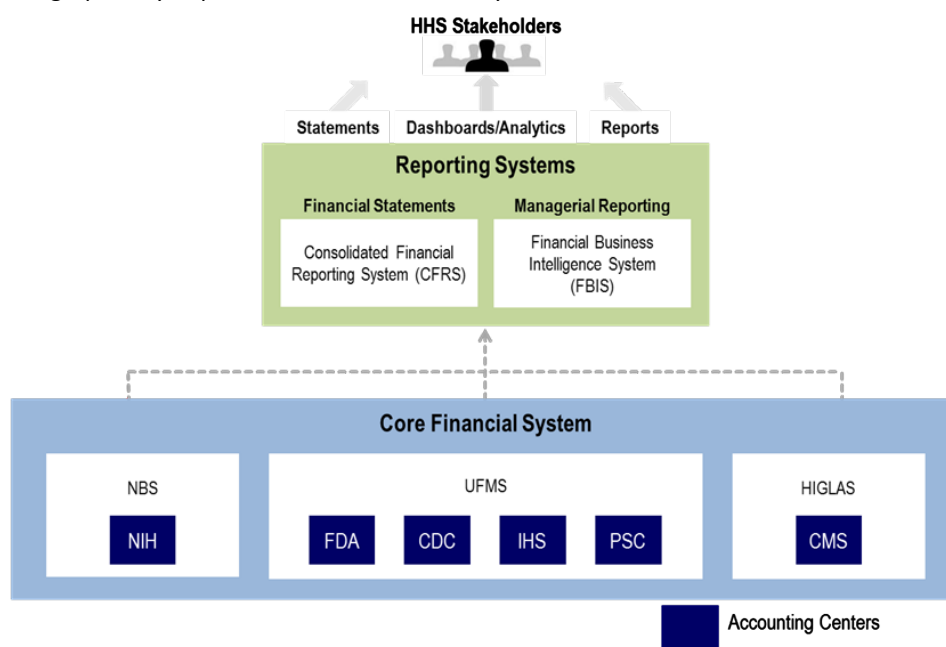 HHS Stakeholders
Statements
Dashboards/Analytics
Reports
Reporting Systems
Financial Statements
Managerial Reporting
Consolidated Financial
Reporting System (CFRS)
Financial Business
Intelligence System
(FBIS)
Core Financial System
NBS
NIH
UFMS
FDA
CDC
IHS
PSC
HIGLAS
CMS
Accounting Centers